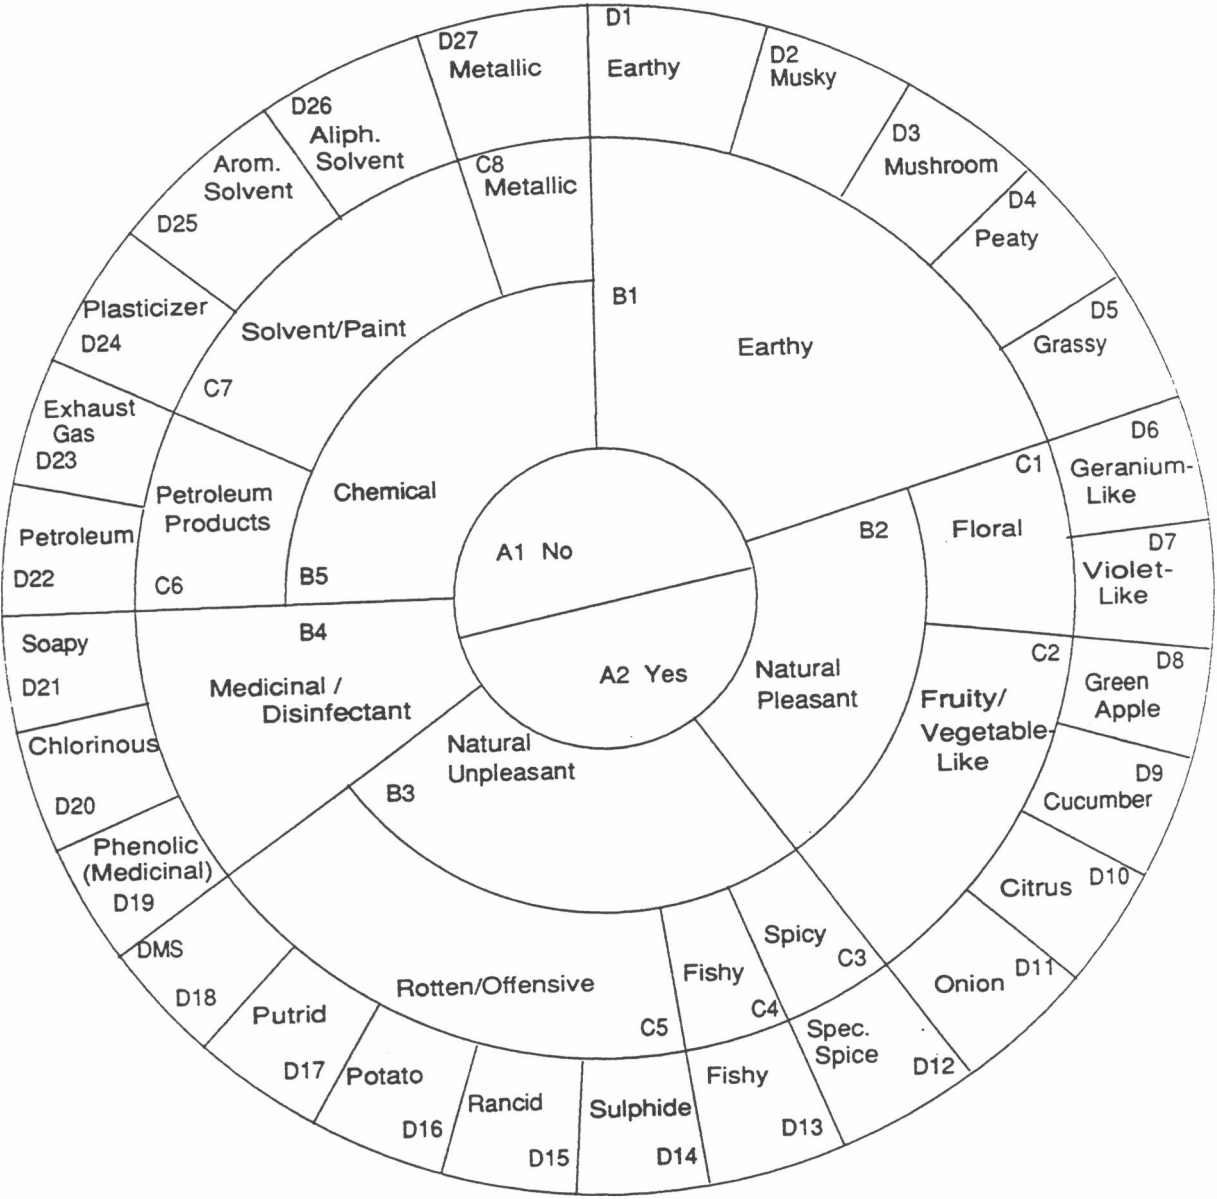 D1
Earthy
D2
Musky
D3
Mushroom
D4
Peaty
D5
Grassy
D6
Geranium-
Like
D7
Violet-
Like
D8
Green
Apple
D9
Cucumber
Citrus D10
Onion D11
Spec.
Spice
D12
Fishy
D13
Sulphide
D14
Rancid
D15
Potato
D16
Putrid
D17
DMS
D18
Phenolic
(Medicinal)
D19
Chlorinous
D20
Soapy
D21
Petroleum
D22
Exhaust
Gas
D23
Plasticizer
D24
Arom.
Solvent
D25
D26
Aliph.
Solvent
D27
Metallic
C1
Floral
C2
Fruity/
Vegetable-
Like
Spicy
C3
Fishy
C4
Rotten/Offensive
C5
Petroleum
Products
C6
Solvent/Paint
C7
C8
Metallic
B1
Earthy
B2
Natural
Pleasant
Natural
Unpleasant
B3
B4
Medicinal /
Disinfectant
Chemical
B5
A1 No
A2 Yes